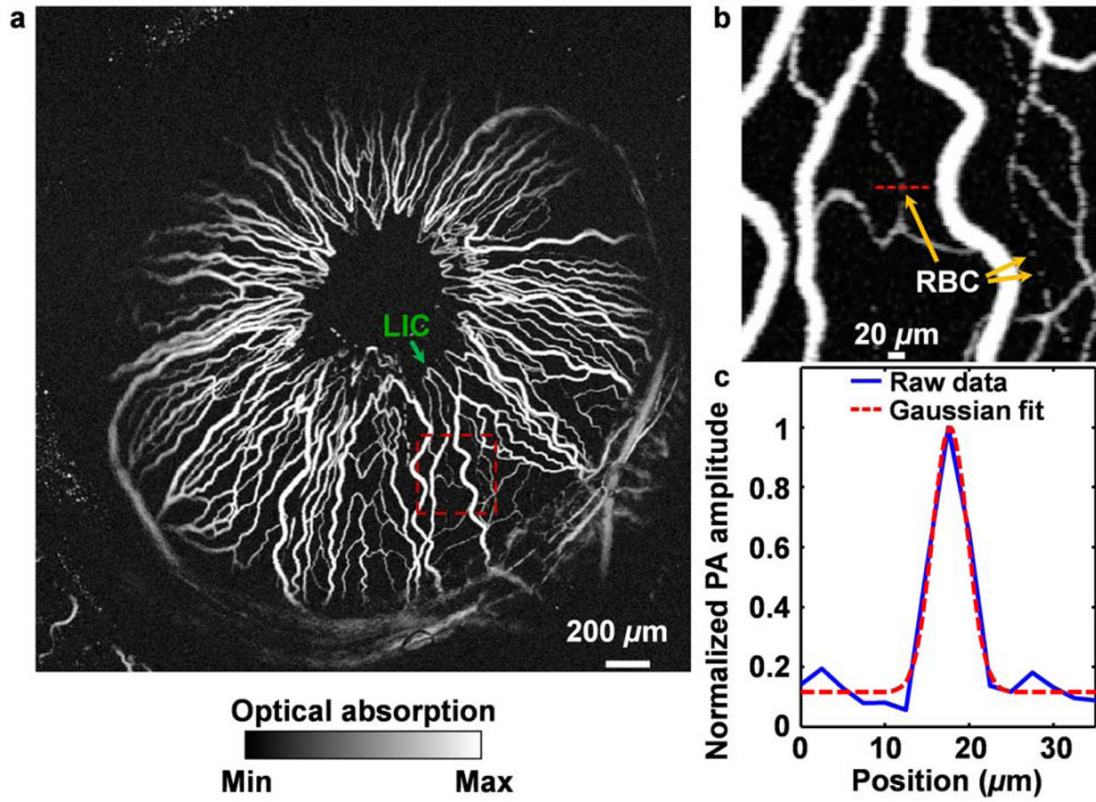 a
LIC
200 µm
Optical absorption
Min Max
b
RBC
20 µm
c
Raw data
Gaussian fit
Normalized PA amplitude
1
0.8
0.6
0.4
0.2
0
0 10 20 30
Position (µm)